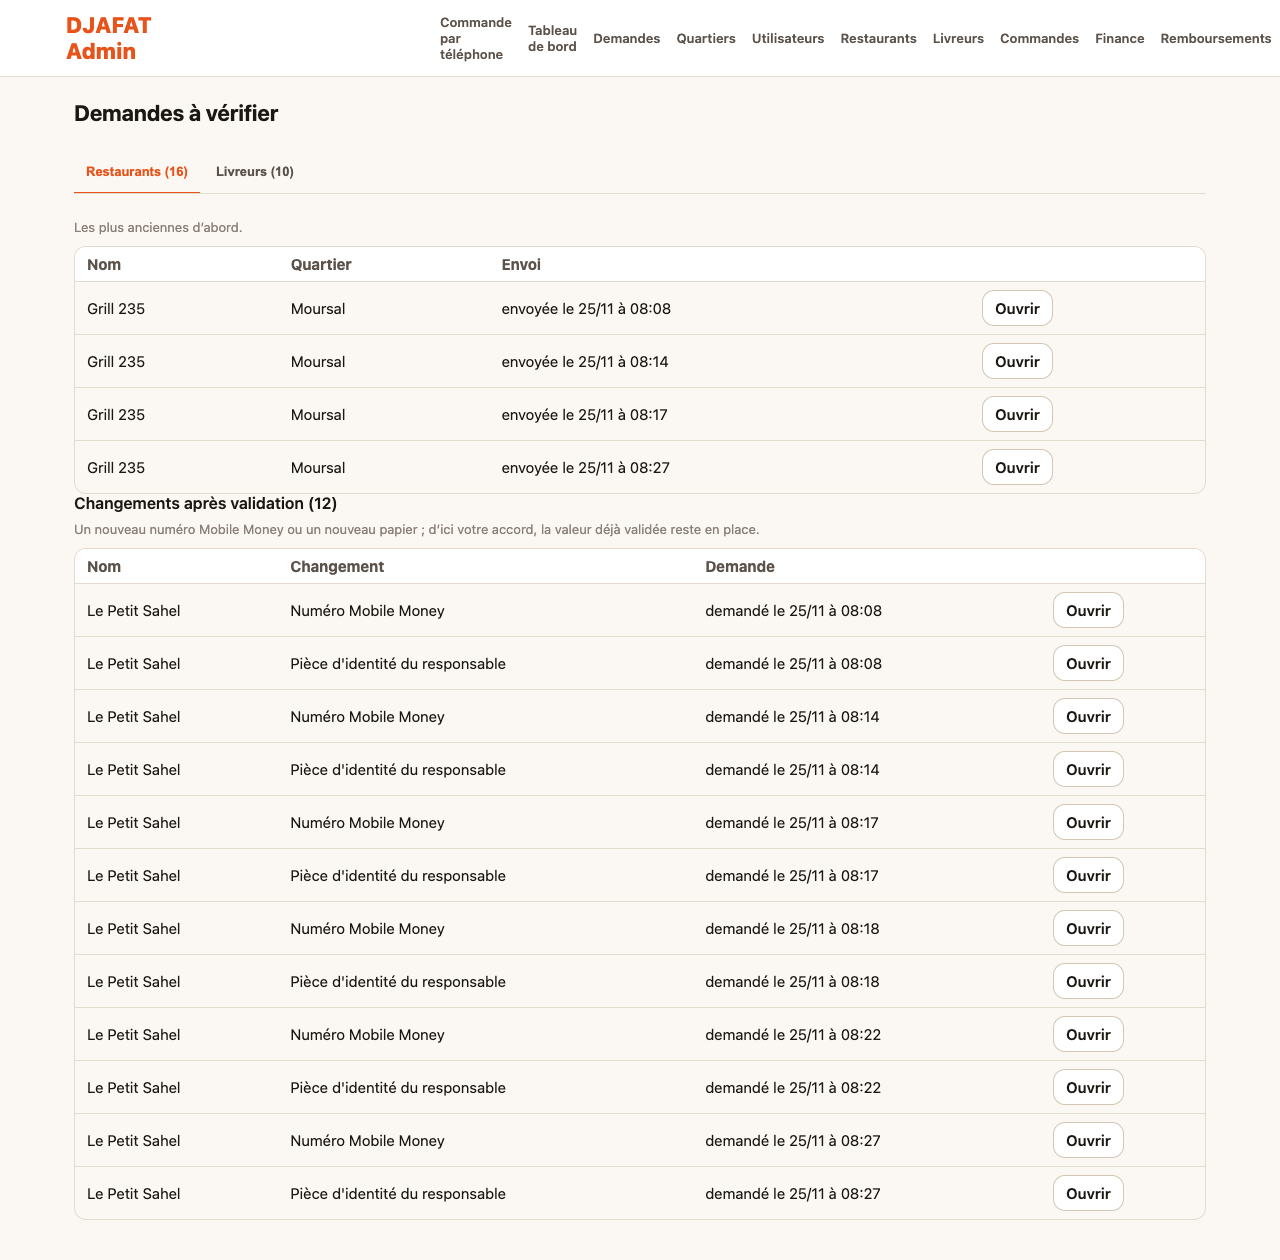 DJAFAT
Admin
Commande
par
téléphone
Tableau
de bord
Demandes
Quartiers
Utilisateurs
Restaurants
Livreurs
Commandes
Finance
Remboursements
Demandes à vérifier
Restaurants (16)
Livreurs (10)
Les plus anciennes d’abord.
Nom Quartier Envoi
Grill 235 Moursal envoyée le 25/11 à 08:08 Ouvrir
Grill 235 Moursal envoyée le 25/11 à 08:14 Ouvrir
Grill 235 Moursal envoyée le 25/11 à 08:17 Ouvrir
Grill 235 Moursal envoyée le 25/11 à 08:27 Ouvrir
Changements après validation (12)
Un nouveau numéro Mobile Money ou un nouveau papier ; d’ici votre accord, la valeur déjà validée reste en place.
Nom Changement Demande
Le Petit Sahel Numéro Mobile Money demandé le 25/11 à 08:08 Ouvrir
Le Petit Sahel Pièce d'identité du responsable demandé le 25/11 à 08:08 Ouvrir
Le Petit Sahel Numéro Mobile Money demandé le 25/11 à 08:14 Ouvrir
Le Petit Sahel Pièce d'identité du responsable demandé le 25/11 à 08:14 Ouvrir
Le Petit Sahel Numéro Mobile Money demandé le 25/11 à 08:17 Ouvrir
Le Petit Sahel Pièce d'identité du responsable demandé le 25/11 à 08:17 Ouvrir
Le Petit Sahel Numéro Mobile Money demandé le 25/11 à 08:18 Ouvrir
Le Petit Sahel Pièce d'identité du responsable demandé le 25/11 à 08:18 Ouvrir
Le Petit Sahel Numéro Mobile Money demandé le 25/11 à 08:22 Ouvrir
Le Petit Sahel Pièce d'identité du responsable demandé le 25/11 à 08:22 Ouvrir
Le Petit Sahel Numéro Mobile Money demandé le 25/11 à 08:27 Ouvrir
Le Petit Sahel Pièce d'identité du responsable demandé le 25/11 à 08:27 Ouvrir